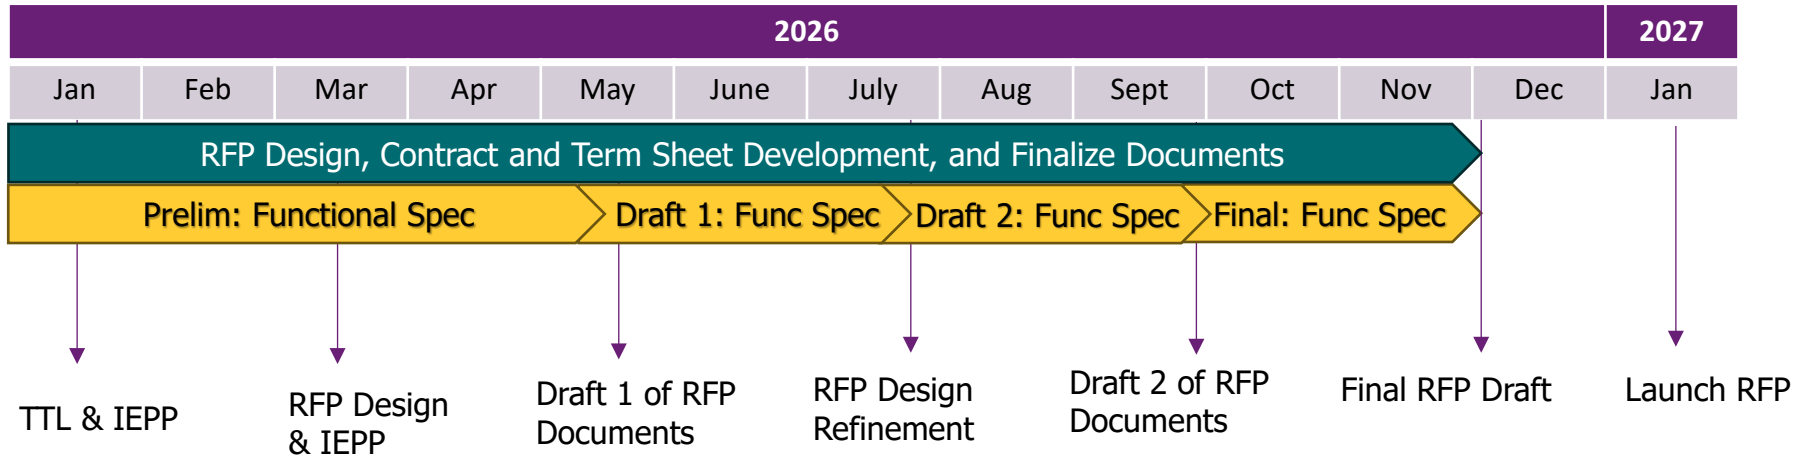 2026 2027
Jan Feb Mar Apr May June July Aug Sept Oct Nov Dec Jan
RFP Design, Contract and Term Sheet Development, and Finalize Documents
Prelim: Functional Spec Draft 1: Func Spec Draft 2: Func Spec Final: Func Spec
TTL & IEPP
RFP Design
& IEPP
Draft 1 of RFP
Documents
RFP Design
Refinement
Draft 2 of RFP
Documents
Final RFP Draft
Launch RFP